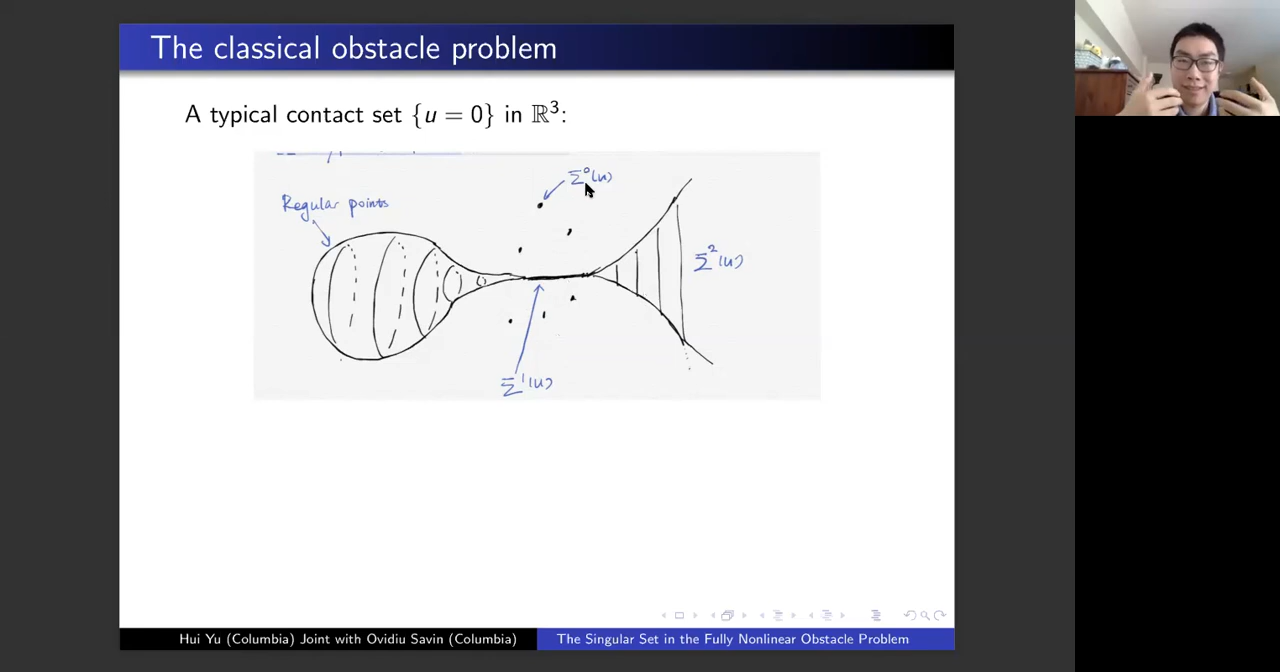 The classical obstacle problem
A typical contact set {u = 0} in ℝ³:
Regular points
Σ⁰(u)
Σ²(u)
Σ¹(u)
Hui Yu (Columbia) Joint with Ovidiu Savin (Columbia)
The Singular Set in the Fully Nonlinear Obstacle Problem